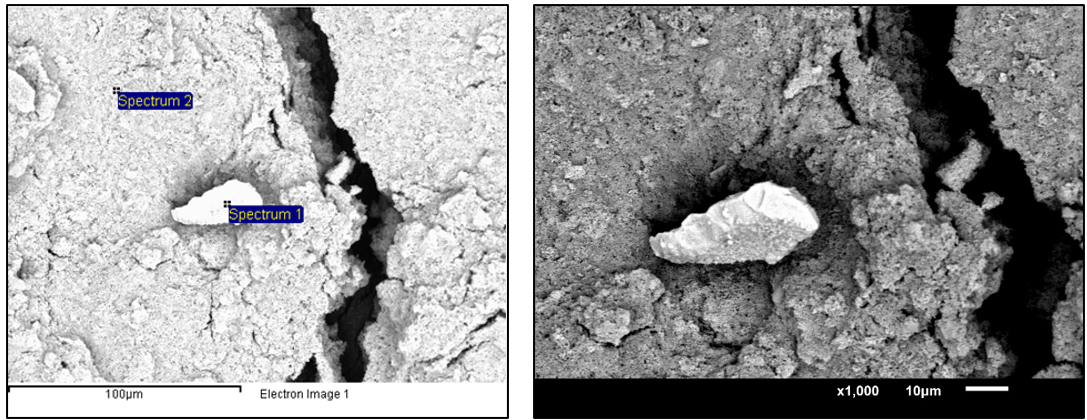 Spectrum 2
Spectrum 1
100µm Electron Image 1
x1,000 10µm